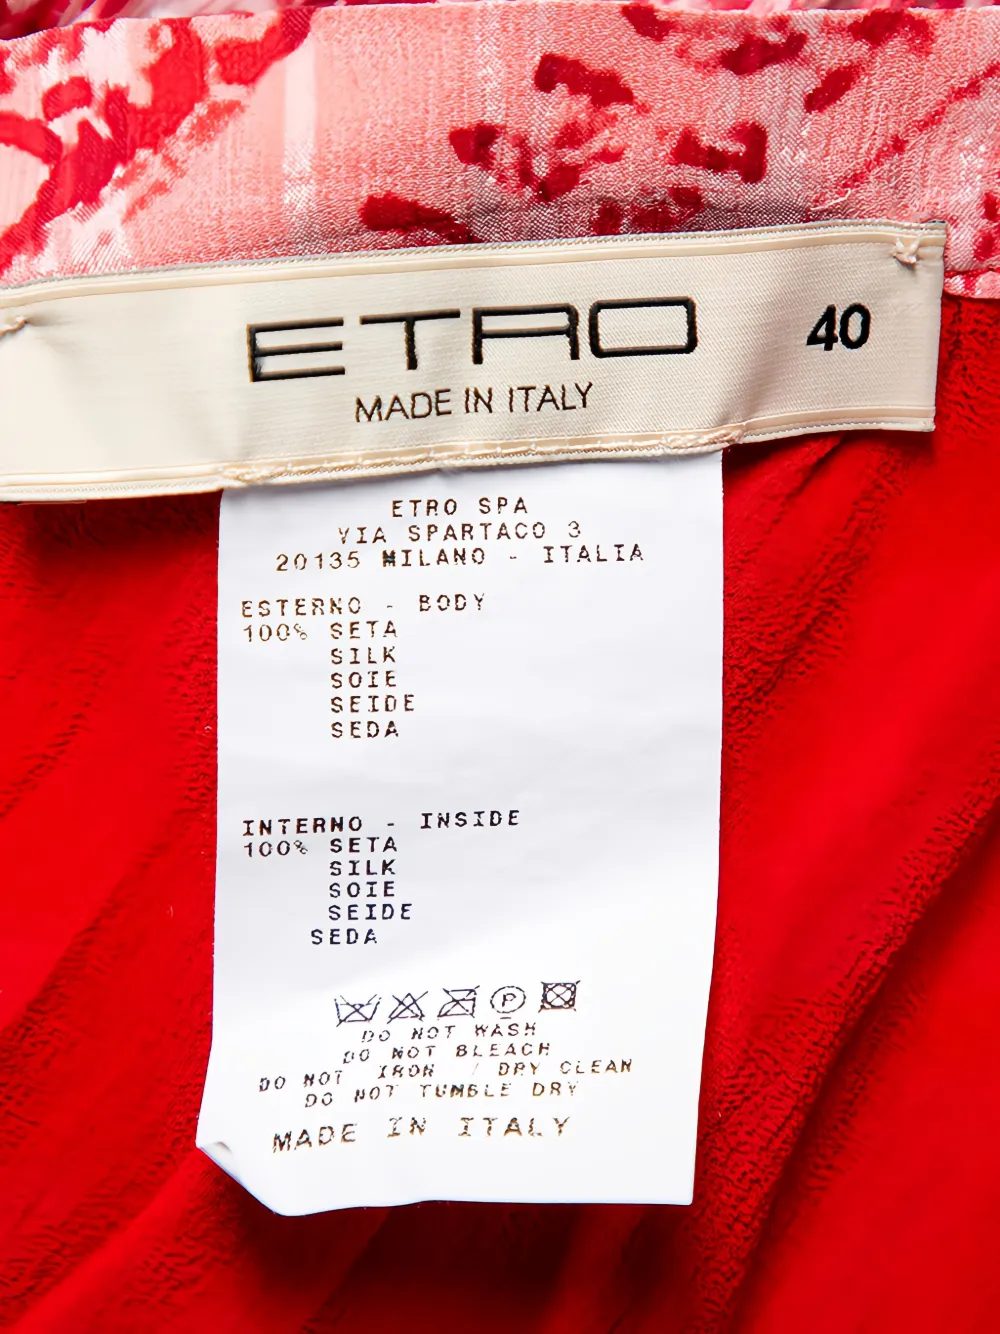 ETRO
40
MADE IN ITALY
ETRO SPA
VIA SPARTACO 3
20135 MILANO - ITALIA
ESTERNO - BODY
100% SETA
SILK
SOIE
SEIDE
SEDA
INTERNO - INSIDE
100% SETA
SILK
SOIE
SEIDE
SEDA
P
DO NOT WASH
DO NOT BLEACH
DO NOT IRON / DRY CLEAN
DO NOT TUMBLE DRY
MADE IN ITALY